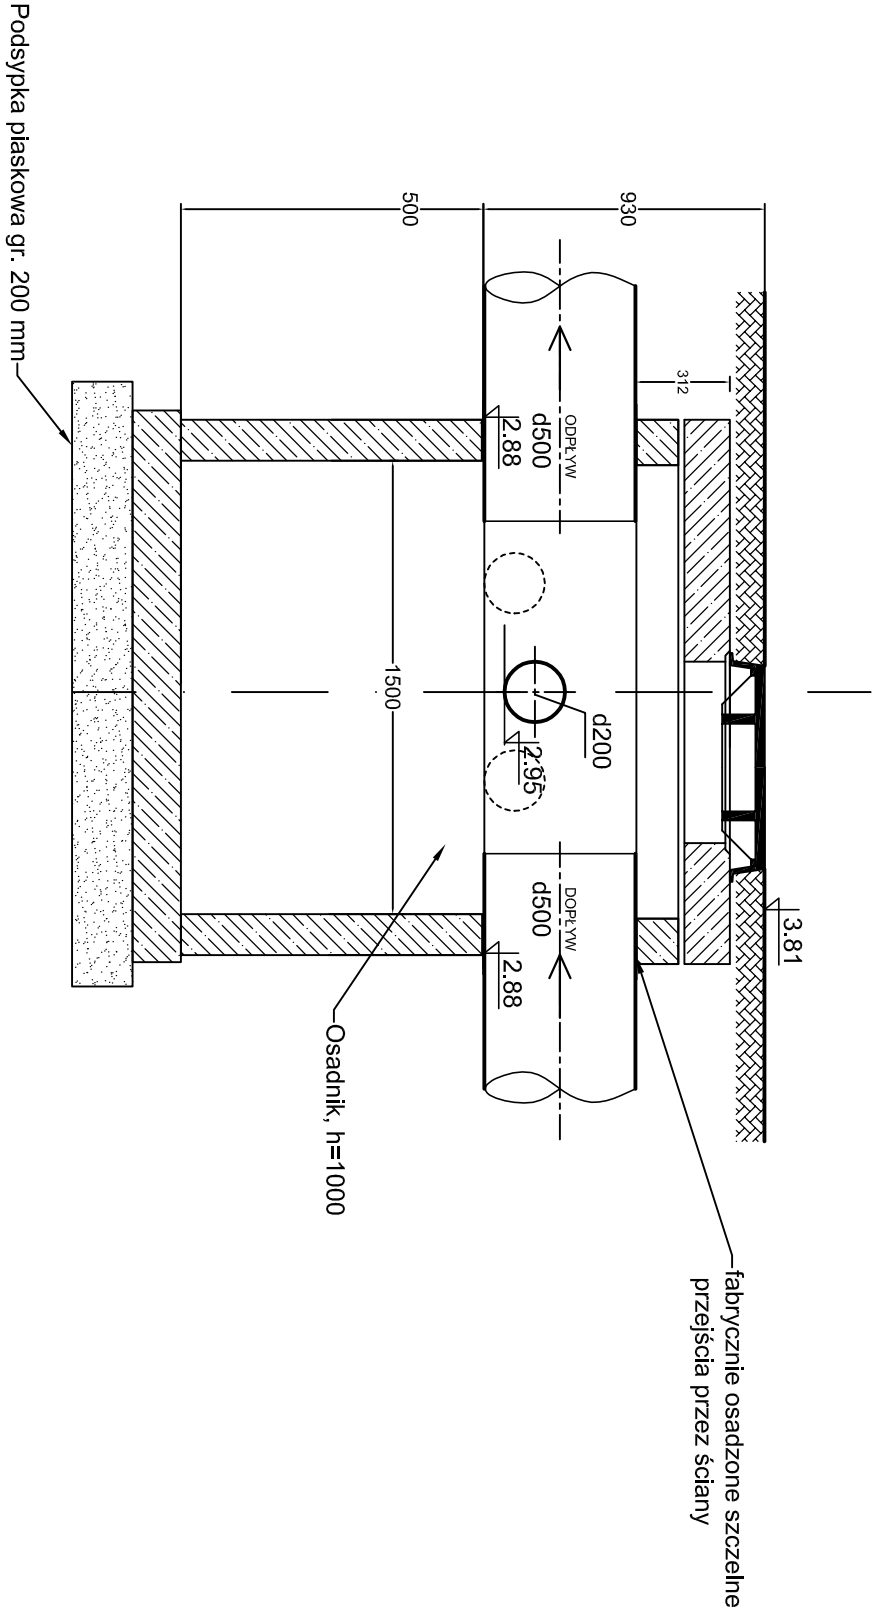 3.81
fabrycznie osadzone szczelne
przejścia przez ściany
930
312
ODPŁYW
d500
2.88
d200
2.95
DOPŁYW
d500
2.88
500
1500
Osadnik, h=1000
Podsypka piaskowa gr. 200 mm